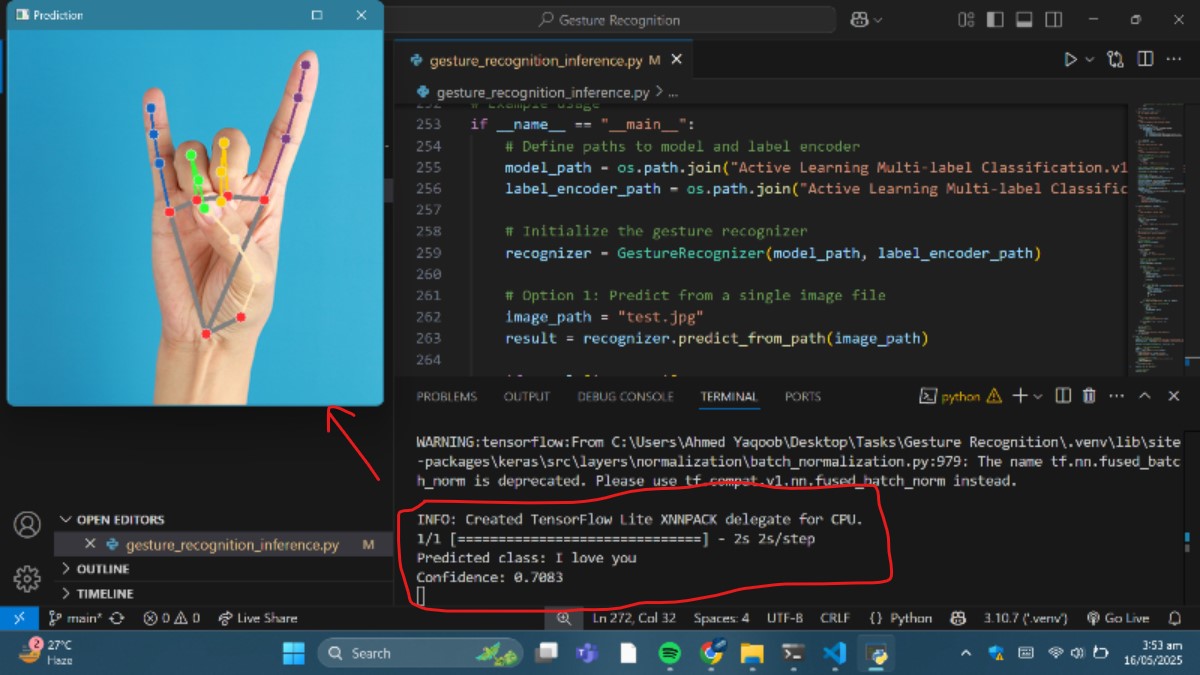 Prediction
Gesture Recognition
gesture_recognition_inference.py M
gesture_recognition_inference.py > ...
252 # Example usage
253 if __name__ == "__main__":
254 # Define paths to model and label encoder
255 model_path = os.path.join("Active Learning Multi-label Classification.v1
256 label_encoder_path = os.path.join("Active Learning Multi-label Classific
257
258 # Initialize the gesture recognizer
259 recognizer = GestureRecognizer(model_path, label_encoder_path)
260
261 # Option 1: Predict from a single image file
262 image_path = "test.jpg"
263 result = recognizer.predict_from_path(image_path)
264
PROBLEMS OUTPUT DEBUG CONSOLE TERMINAL PORTS python
WARNING:tensorflow:From C:\Users\Ahmed Yaqoob\Desktop\Tasks\Gesture Recognition\.venv\lib\site
-packages\keras\src\layers\normalization\batch_normalization.py:979: The name tf.nn.fused_batc
h_norm is deprecated. Please use tf.compat.v1.nn.fused_batch_norm instead.
INFO: Created TensorFlow Lite XNNPACK delegate for CPU.
1/1 [==============================] - 2s 2s/step
Predicted class: I love you
Confidence: 0.7083
OPEN EDITORS
gesture_recognition_inference.py M
OUTLINE
TIMELINE
main* 0 0 Live Share Ln 272, Col 32 Spaces: 4 UTF-8 CRLF {} Python 3.10.7 ('.venv') Go Live
2
27°C
Haze
Search
3:53 am
16/05/2025